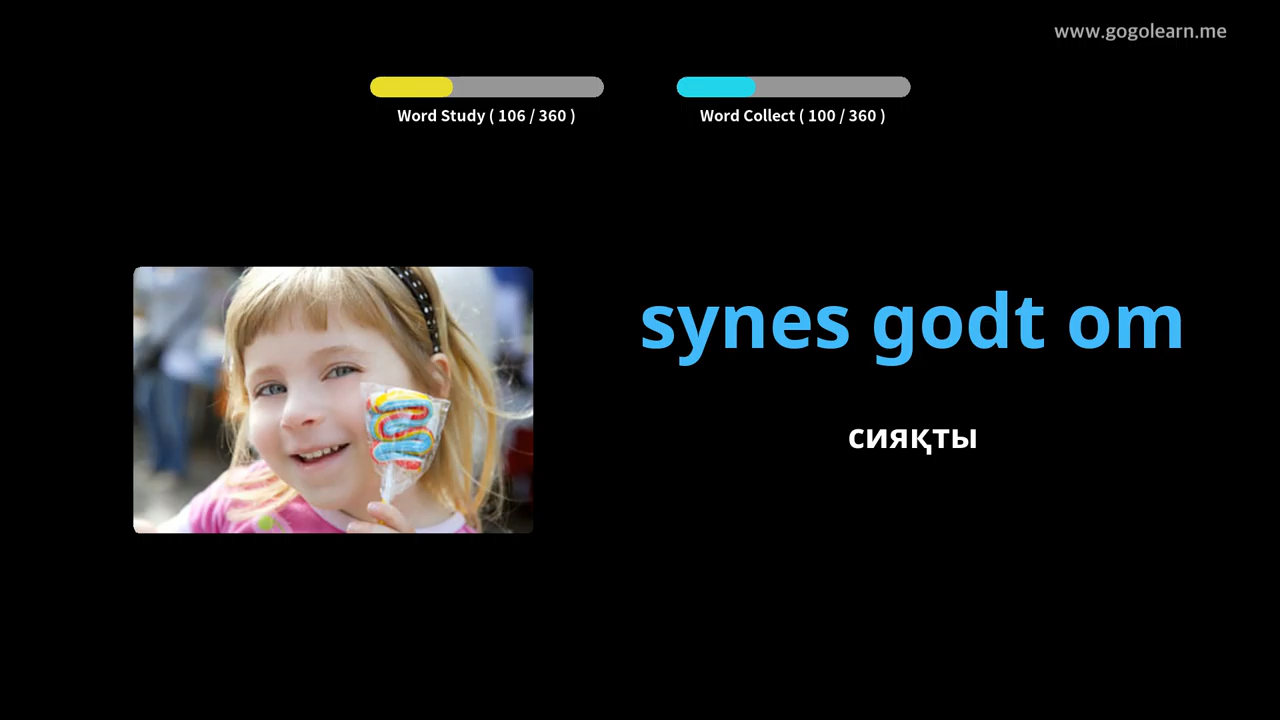 www.gogolearn.me
Word Study ( 106 / 360 )
Word Collect ( 100 / 360 )
synes godt om
сияқты